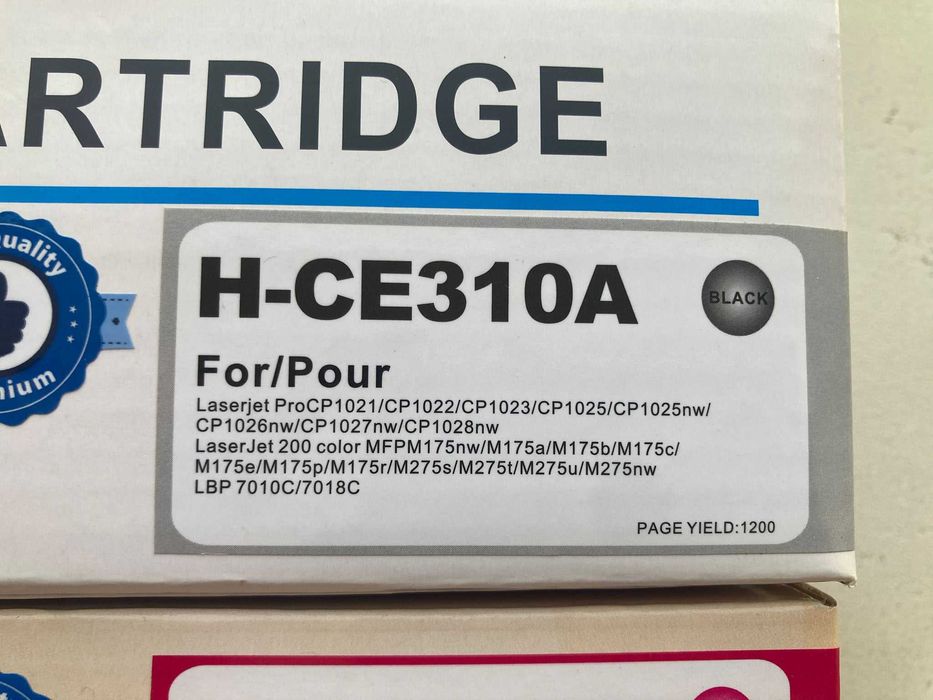 ARTRIDGE
uality
nium
H-CE310A
BLACK
For/Pour
Laserjet ProCP1021/CP1022/CP1023/CP1025/CP1025nw/
CP1026nw/CP1027nw/CP1028nw
LaserJet 200 color MFPM175nw/M175a/M175b/M175c/
M175e/M175p/M175r/M275s/M275t/M275u/M275nw
LBP 7010C/7018C
PAGE YIELD:1200